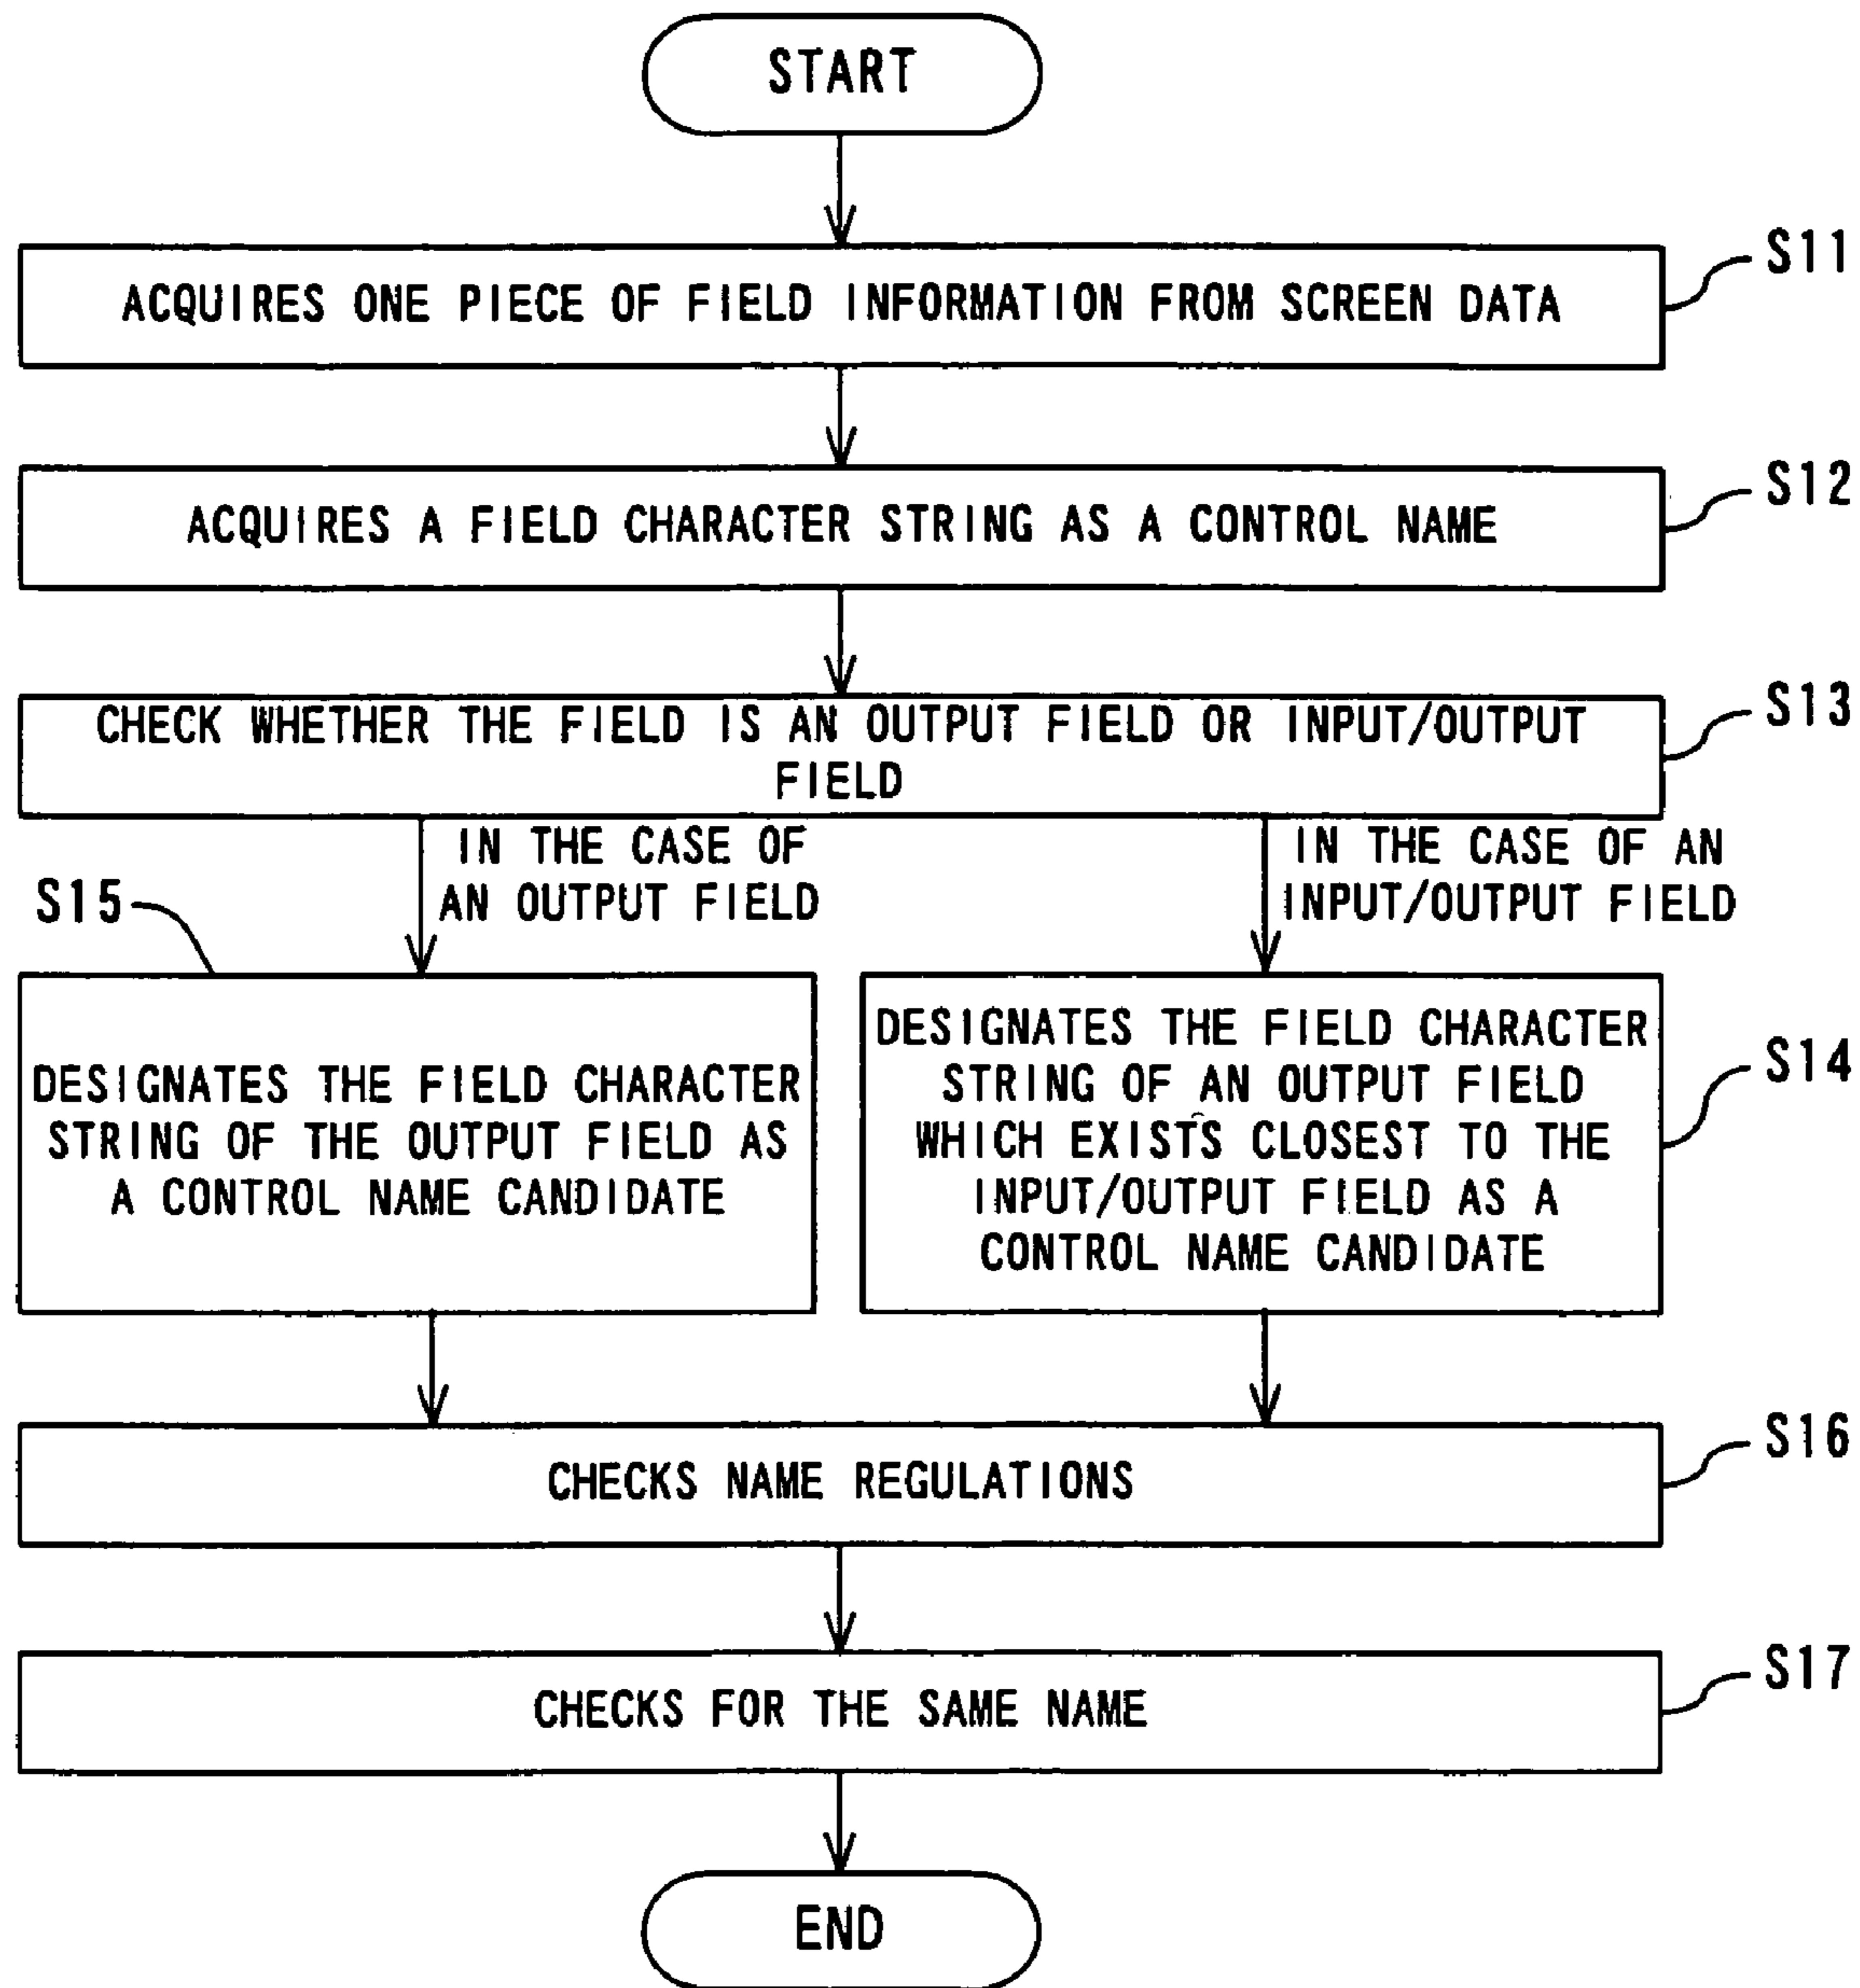 START
ACQUIRES ONE PIECE OF FIELD INFORMATION FROM SCREEN DATA
S11
ACQUIRES A FIELD CHARACTER STRING AS A CONTROL NAME
S12
CHECK WHETHER THE FIELD IS AN OUTPUT FIELD OR INPUT/OUTPUT
FIELD
S13
IN THE CASE OF
AN OUTPUT FIELD
IN THE CASE OF AN
INPUT/OUTPUT FIELD
S15
DESIGNATES THE FIELD CHARACTER
STRING OF THE OUTPUT FIELD AS
A CONTROL NAME CANDIDATE
DESIGNATES THE FIELD CHARACTER
STRING OF AN OUTPUT FIELD
WHICH EXISTS CLOSEST TO THE
INPUT/OUTPUT FIELD AS A
CONTROL NAME CANDIDATE
S14
CHECKS NAME REGULATIONS
S16
CHECKS FOR THE SAME NAME
S17
END